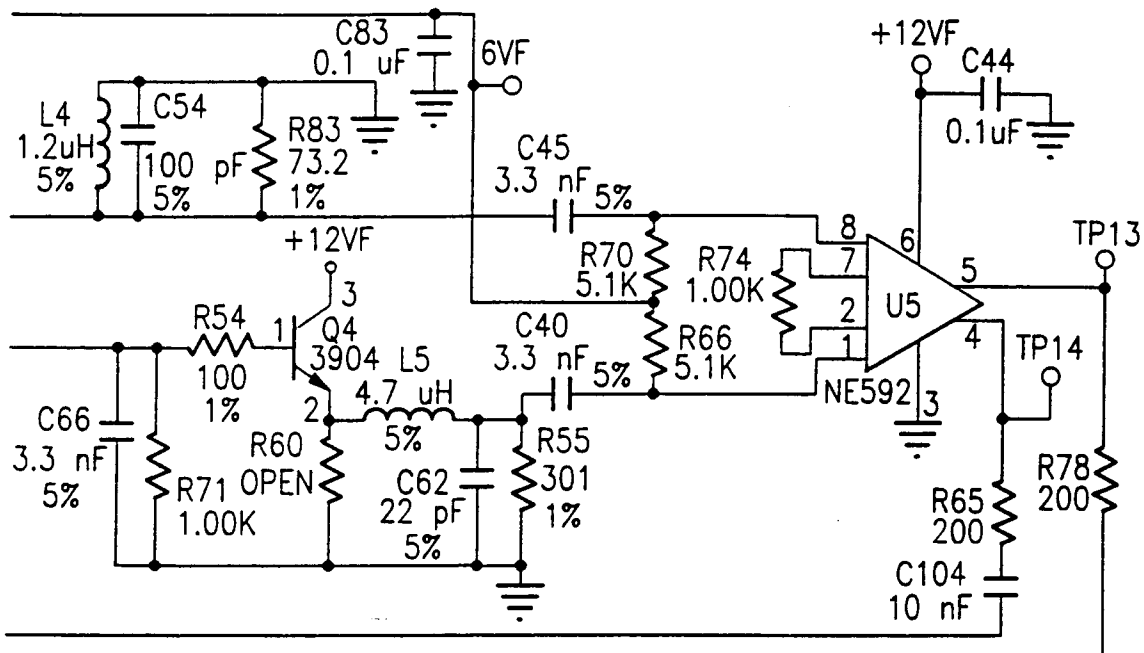 C83
0.1 uF
6VF
+12VF
C44
0.1uF
L4
1.2uH
5%
C54
100 pF
5%
R83
73.2
1%
C45
3.3 nF
5%
+12VF
3
R54
100
1%
1
Q4
3904
2
L5
4.7 uH
5%
C40
3.3 nF
5%
R70
5.1K
R66
5.1K
R74
1.00K
8
7
2
1
6
5
4
3
U5
NE592
TP13
TP14
C66
3.3 nF
5%
R71
1.00K
R60
OPEN
C62
22 pF
5%
R55
301
1%
R65
200
R78
200
C104
10 nF